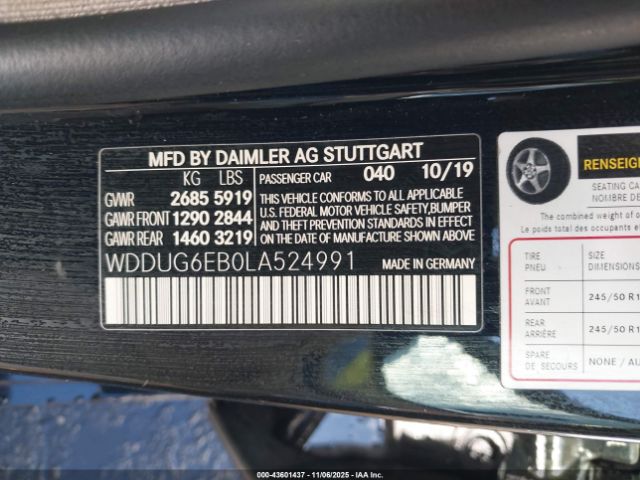 MFD BY DAIMLER AG STUTTGART
KG LBS PASSENGER CAR 040 10/19
GVWR 2685 5919
GAWR FRONT 1290 2844
GAWR REAR 1460 3219
THIS VEHICLE CONFORMS TO ALL APPLICABLE
U.S. FEDERAL MOTOR VEHICLE SAFETY, BUMPER
AND THEFT PREVENTION STANDARDS IN EFFECT
ON THE DATE OF MANUFACTURE SHOWN ABOVE.
WDDUG6EB0LA524991 MADE IN GERMANY
RENSEIGNE
SEATING CA
NOMBRE DE
The combined weight of
Le poids total des
TIRE SIZE
PNEU DIMENSIONS
FRONT
AVANT 245/50 R1
REAR
ARRIÈRE 245/50 R1
SPARE
DE SECOURS NONE / AU
00-43601437 - 11/06/2025 - IAA Inc.